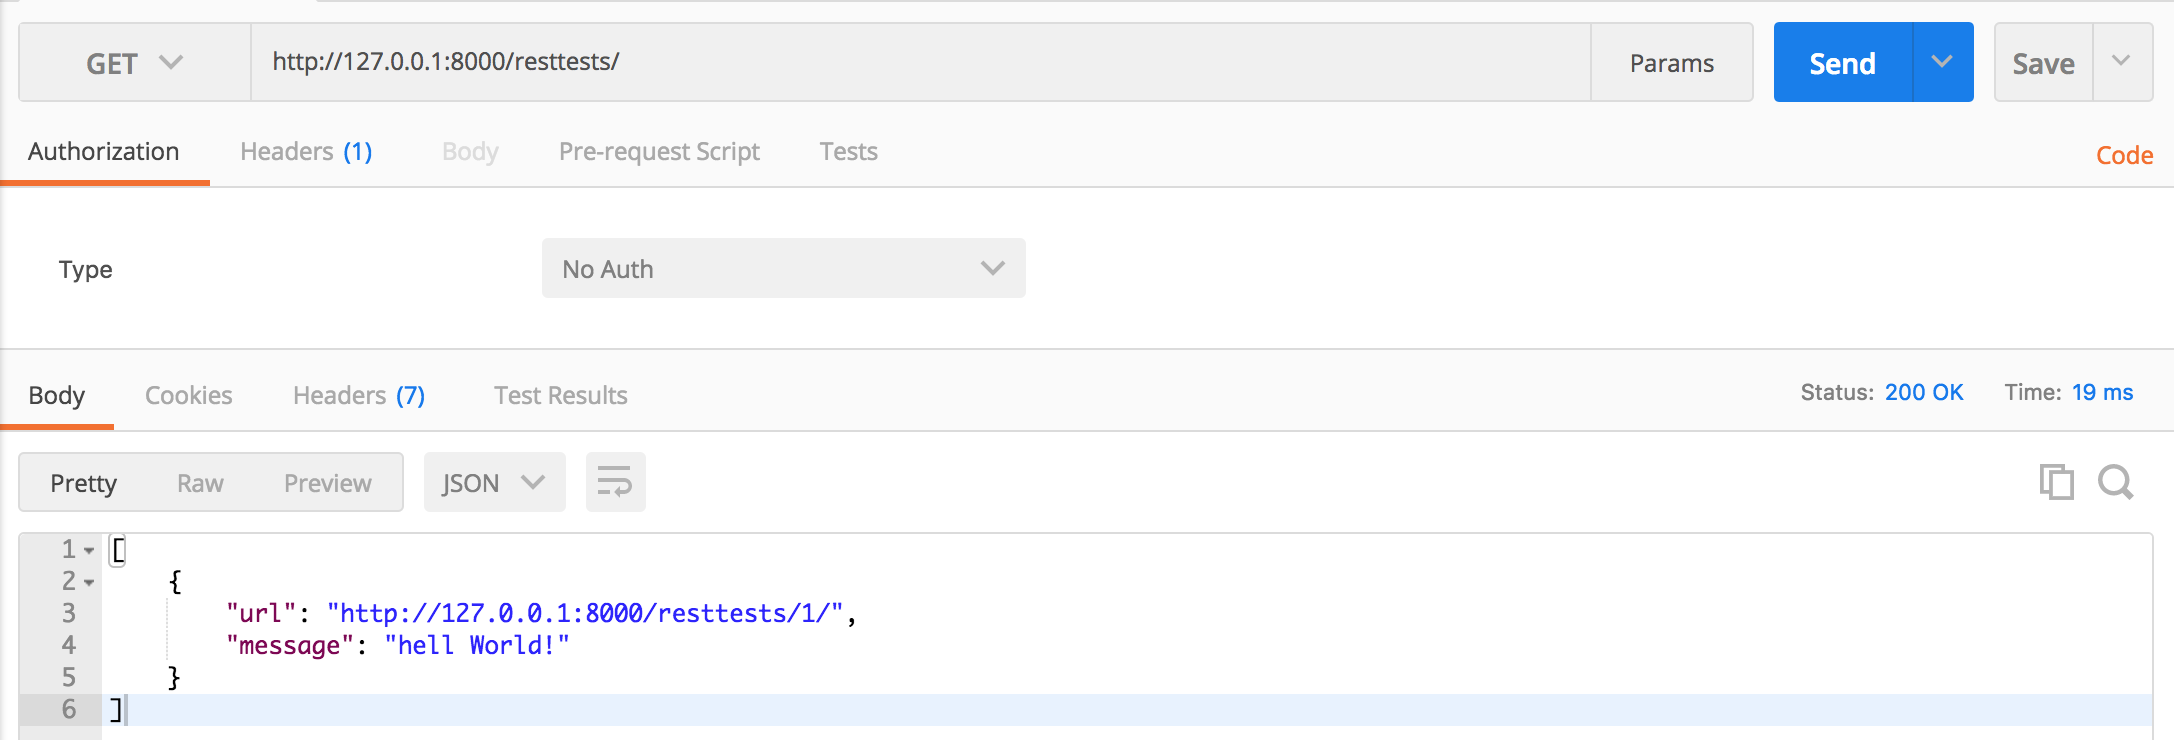 GET http://127.0.0.1:8000/resttests/ Params Send Save
Authorization Headers (1) Body Pre-request Script Tests Code
Type No Auth
Body Cookies Headers (7) Test Results Status: 200 OK Time: 19 ms
Pretty Raw Preview JSON
1 [
2 {
3 "url": "http://127.0.0.1:8000/resttests/1/",
4 "message": "hell World!"
5 }
6 ]